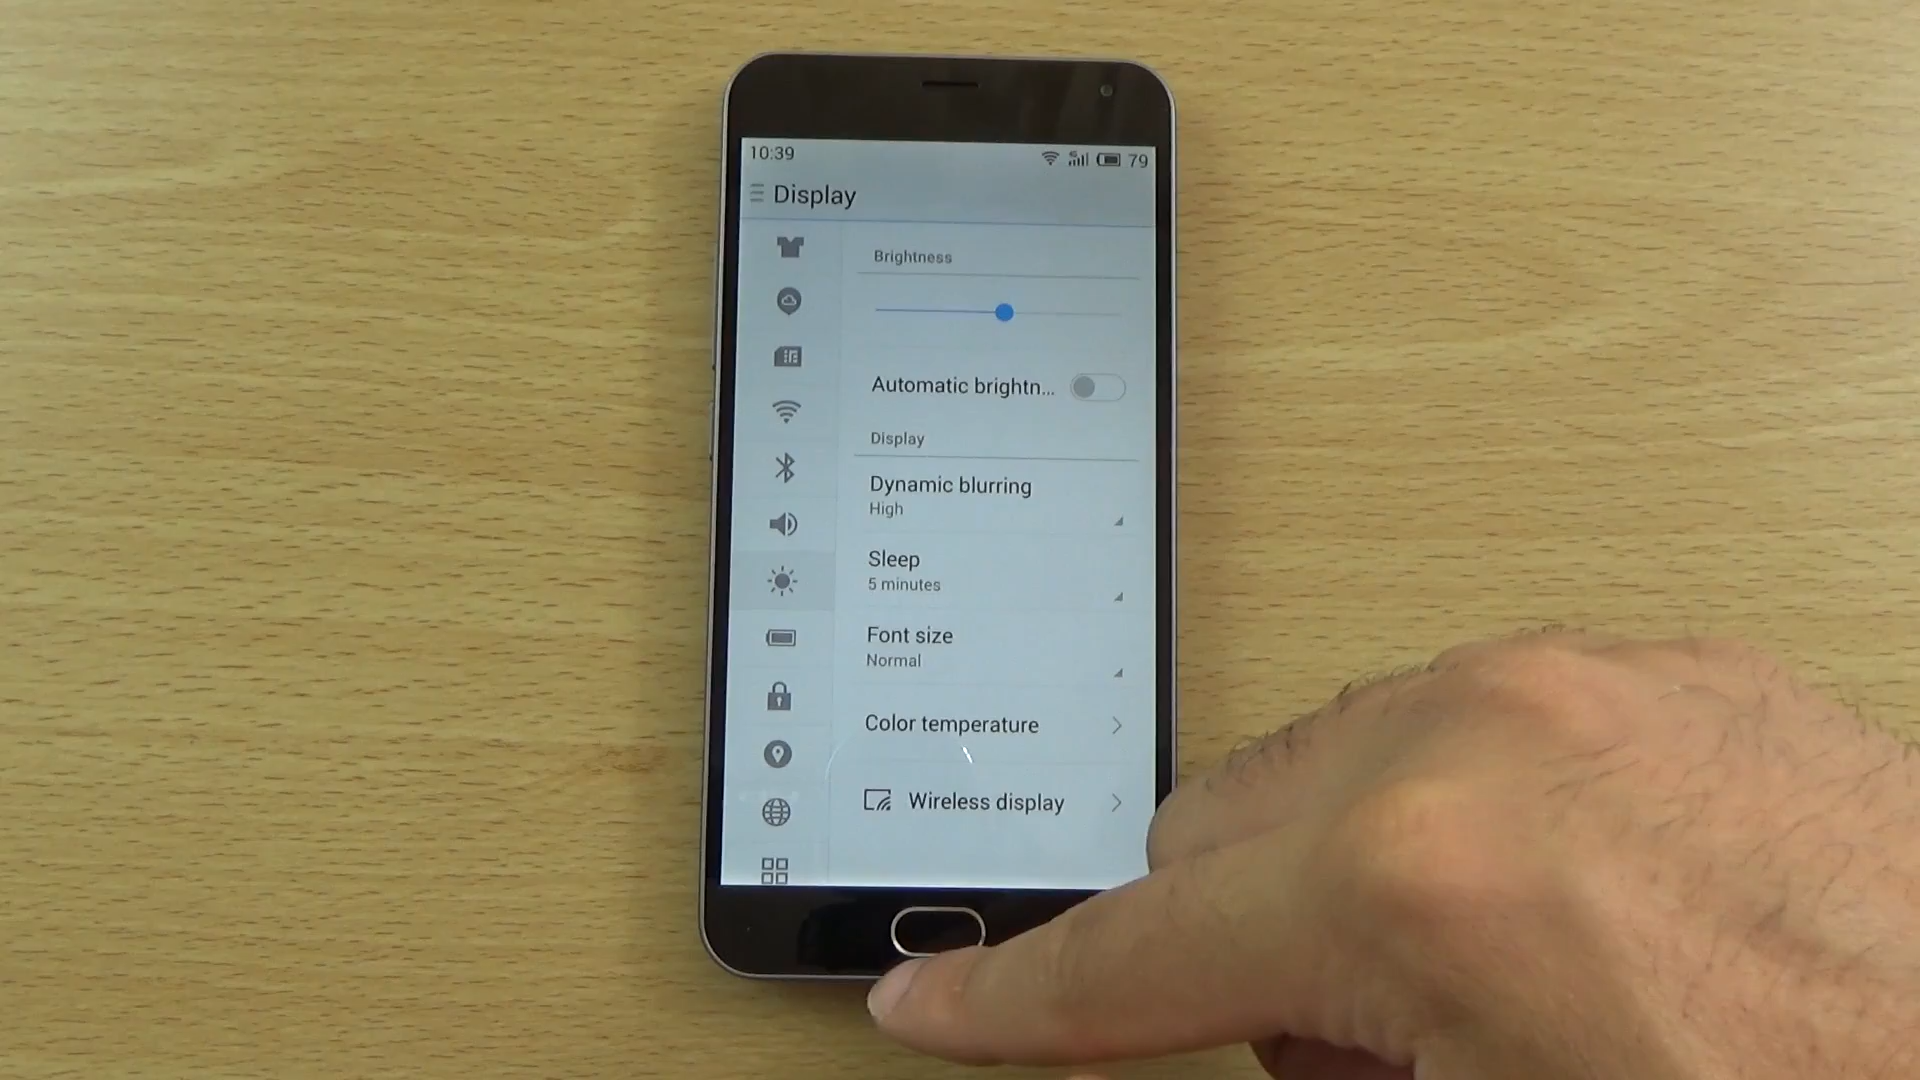 10:39
79
Display
Brightness
Automatic brightn...
Display
Dynamic blurring
High
Sleep
5 minutes
Font size
Normal
Color temperature
Wireless display